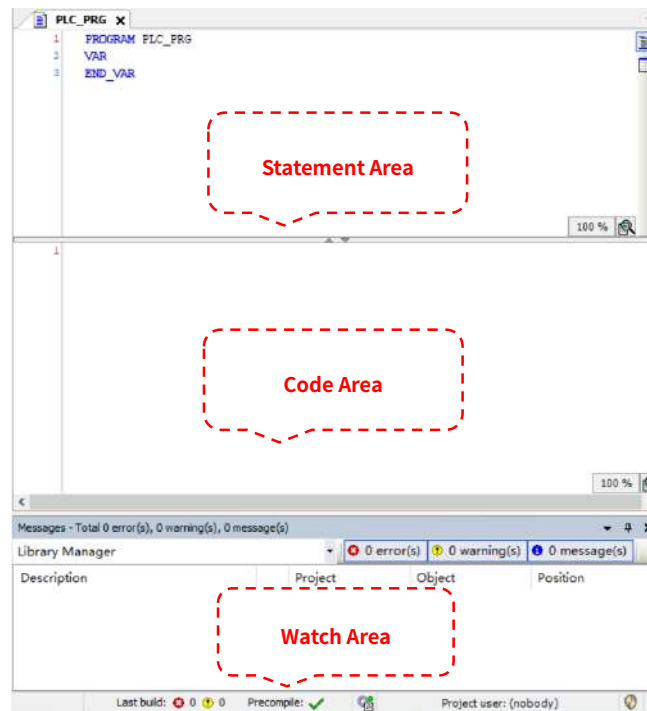 PLC_PRG X
1 PROGRAM PLC_PRG
2 VAR
3 END_VAR
Statement Area
100 %
1
Code Area
100 %
Messages - Total 0 error(s), 0 warning(s), 0 message(s)
Library Manager 0 error(s) 0 warning(s) 0 message(s)
Description Project Object Position
Watch Area
Last build: 0 0 Precompile: Project user: (nobody)